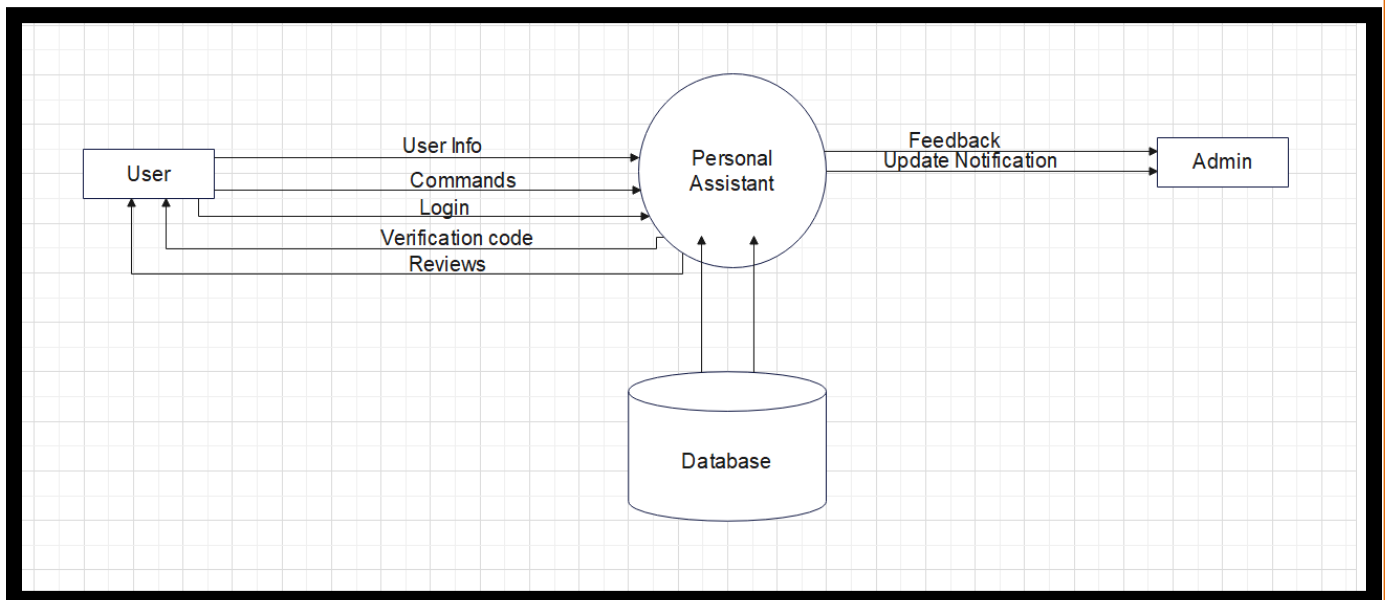 User
User Info
Commands
Login
Verification code
Reviews
Personal
Assistant
Feedback
Update Notification
Admin
Database